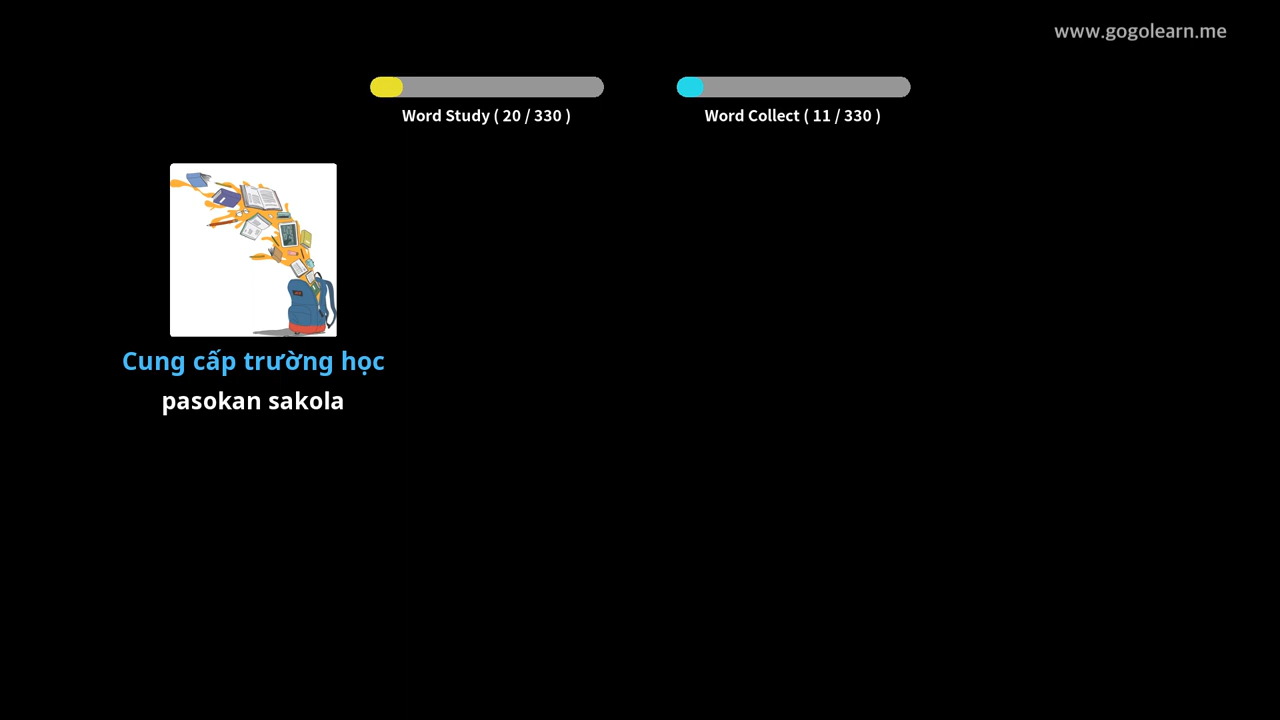 www.gogolearn.me
Word Study ( 20 / 330 )
Word Collect ( 11 / 330 )
Cung cấp trường học
pasokan sakola